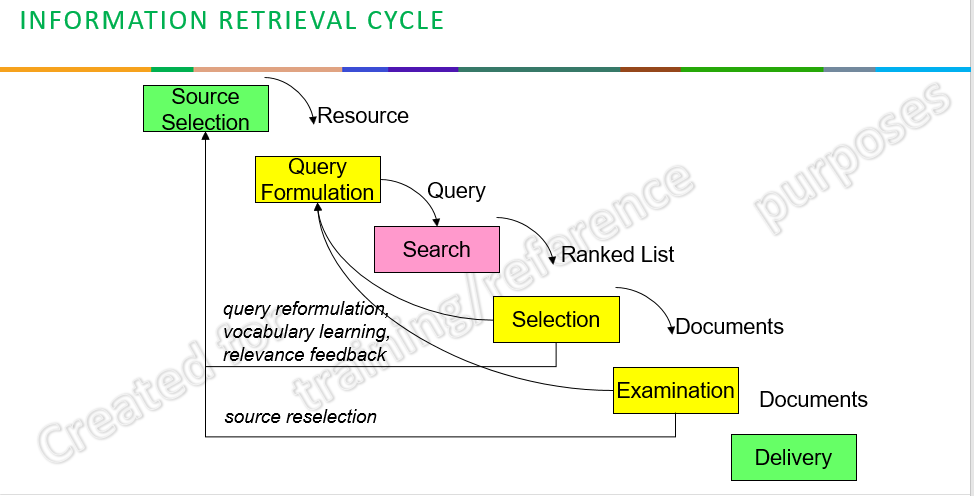 INFORMATION RETRIEVAL CYCLE
Source
Selection
Resource
Query
Formulation
Query
Search
Ranked List
Selection
Documents
query reformulation,
vocabulary learning,
relevance feedback
Examination
Documents
source reselection
Delivery
Created for
training/reference
purposes